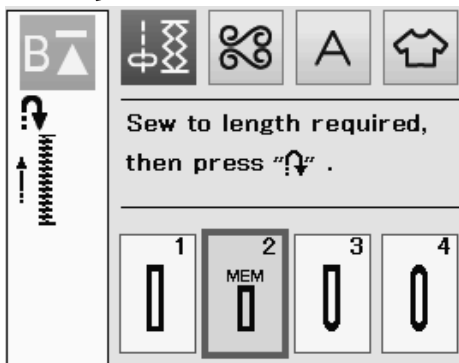 B
A
Sew to length required,
then press "↷" .
1
2
3
4
MEM